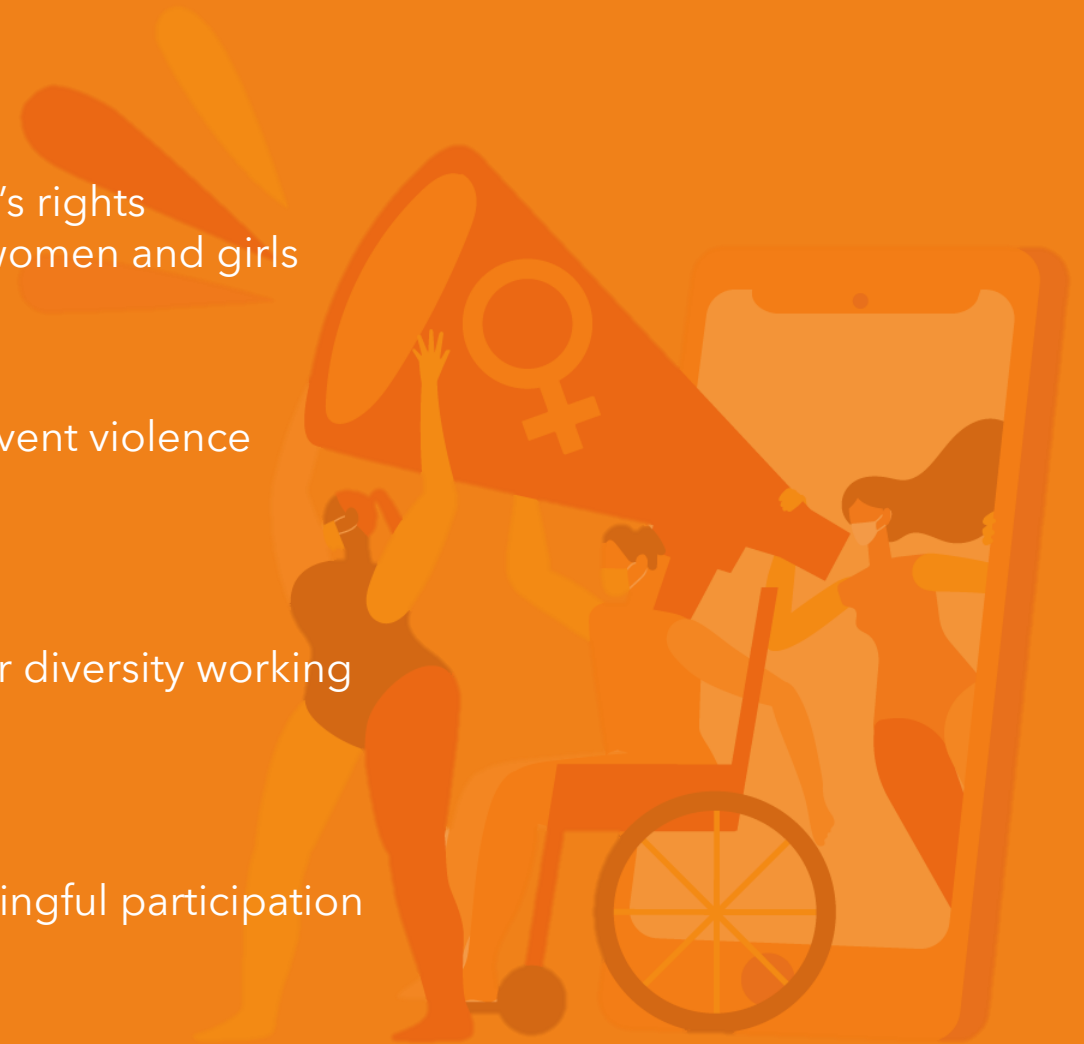 ’s rights
women and girls
vent violence
r diversity working
ingful participation